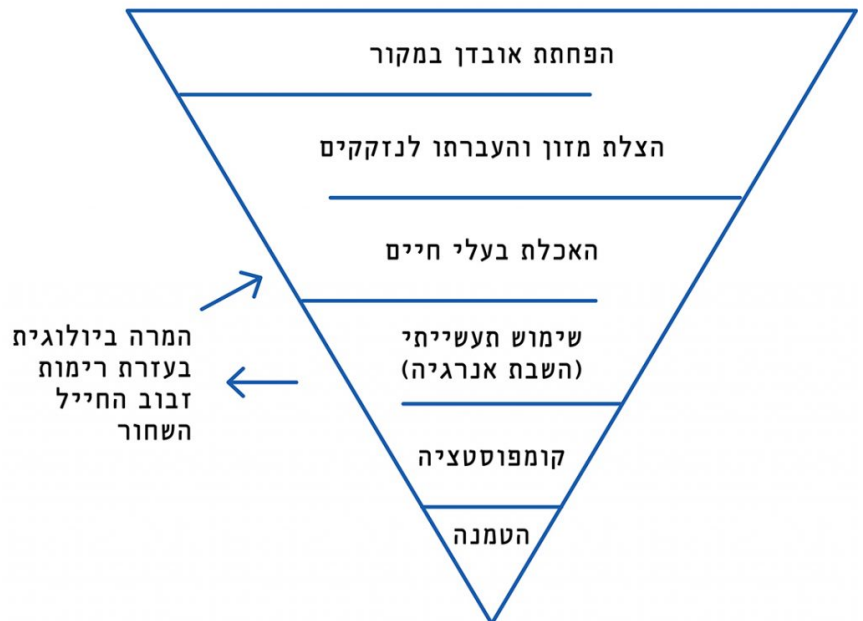 הפחתת אובדן במקור
הצלת מזון והעברתו לנזקקים
האכלת בעלי חיים
שימוש תעשייתי
(השבת אנרגיה)
קומפוסטציה
הטמנה
המרה ביולוגית
בעזרת רימות
זבוב החייל
השחור